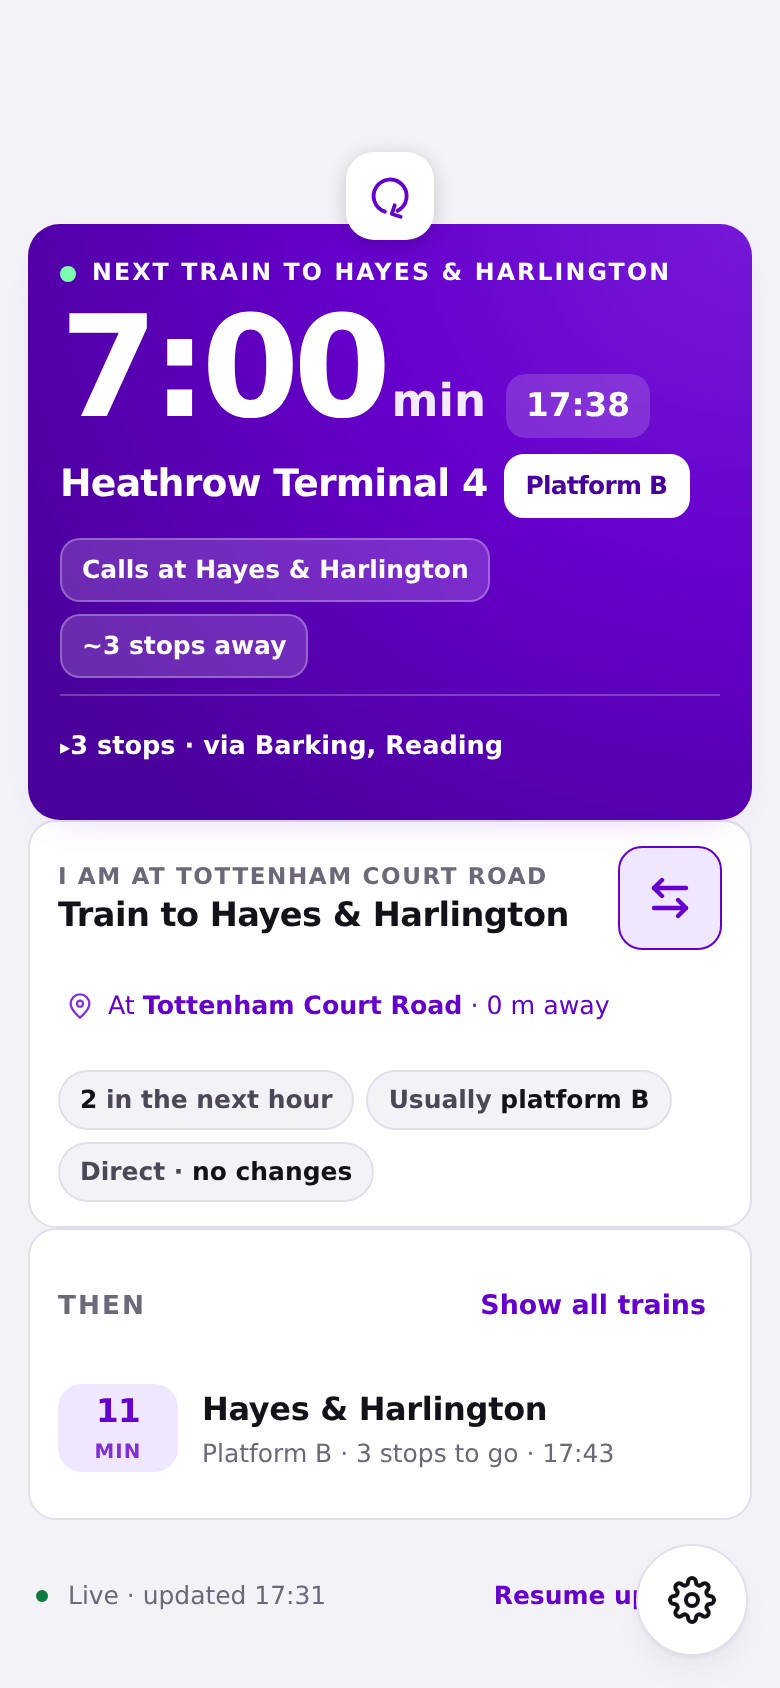 NEXT TRAIN TO HAYES & HARLINGTON
7:00 min 17:38
Heathrow Terminal 4 Platform B
Calls at Hayes & Harlington
~3 stops away
▸3 stops · via Barking, Reading
I AM AT TOTTENHAM COURT ROAD
Train to Hayes & Harlington
At Tottenham Court Road · 0 m away
2 in the next hour Usually platform B
Direct · no changes
THEN Show all trains
11 MIN
Hayes & Harlington
Platform B · 3 stops to go · 17:43
Live · updated 17:31 Resume